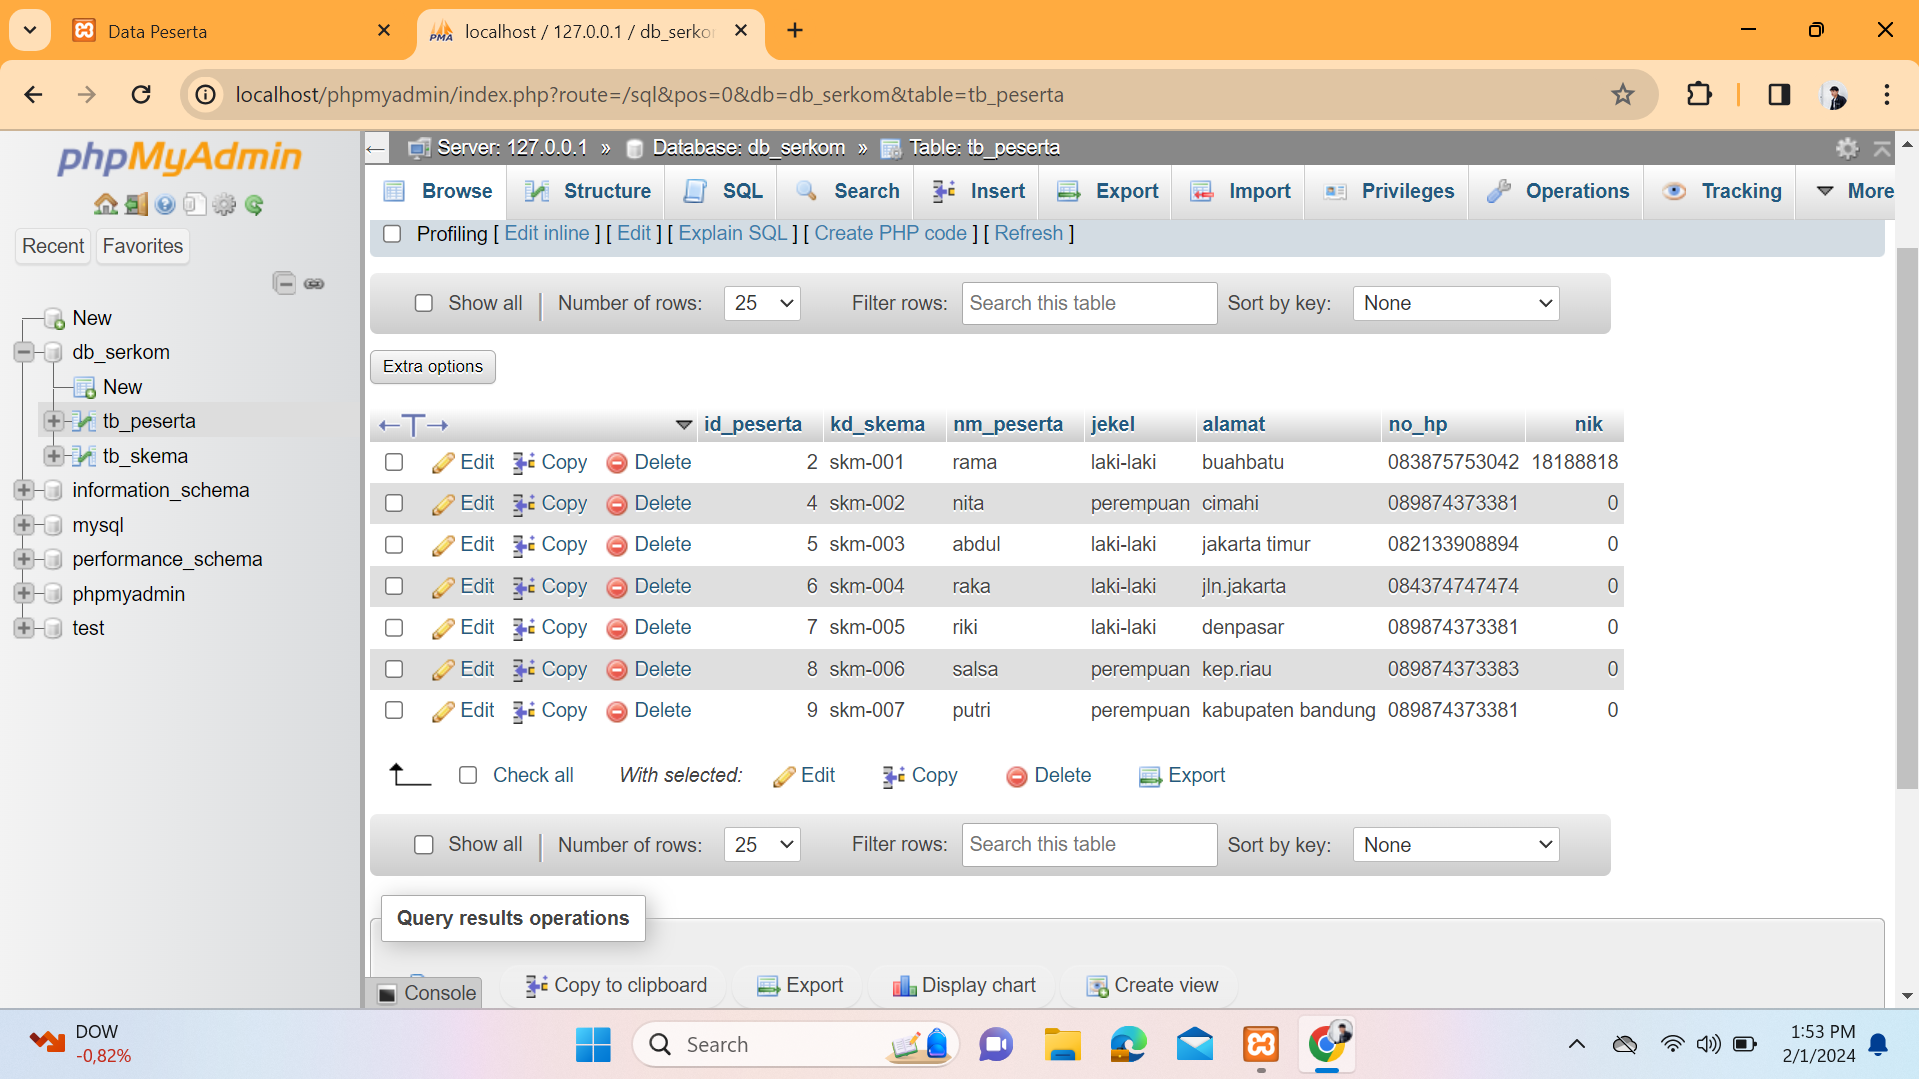 Data Peserta
localhost / 127.0.0.1 / db_serko
localhost/phpmyadmin/index.php?route=/sql&pos=0&db=db_serkom&table=tb_peserta
phpMyAdmin
Recent
Favorites
New
db_serkom
New
tb_peserta
tb_skema
information_schema
mysql
performance_schema
phpmyadmin
test
Server: 127.0.0.1 » Database: db_serkom » Table: tb_peserta
Browse Structure SQL Search Insert Export Import Privileges Operations Tracking More
Profiling [ Edit inline ] [ Edit ] [ Explain SQL ] [ Create PHP code ] [ Refresh ]
Show all Number of rows: 25 Filter rows: Search this table Sort by key: None
Extra options
←T→ id_peserta kd_skema nm_peserta jekel alamat no_hp nik
Edit Copy Delete 2 skm-001 rama laki-laki buahbatu 083875753042 18188818
Edit Copy Delete 4 skm-002 nita perempuan cimahi 089874373381 0
Edit Copy Delete 5 skm-003 abdul laki-laki jakarta timur 082133908894 0
Edit Copy Delete 6 skm-004 raka laki-laki jln.jakarta 084374747474 0
Edit Copy Delete 7 skm-005 riki laki-laki denpasar 089874373381 0
Edit Copy Delete 8 skm-006 salsa perempuan kep.riau 089874373383 0
Edit Copy Delete 9 skm-007 putri perempuan kabupaten bandung 089874373381 0
Check all With selected: Edit Copy Delete Export
Show all Number of rows: 25 Filter rows: Search this table Sort by key: None
Query results operations
Console
Copy to clipboard Export Display chart Create view
DOW
-0,82%
Search
1:53 PM
2/1/2024